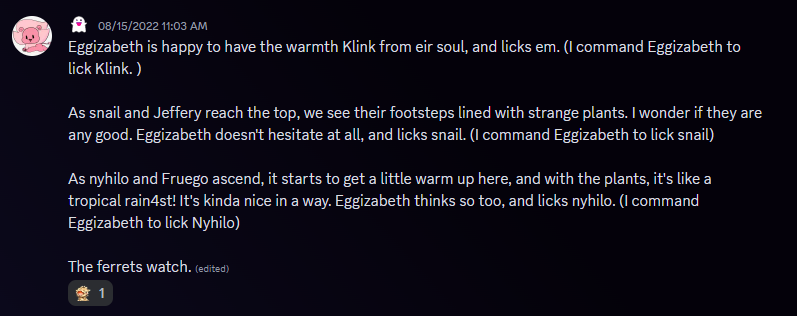 👻 08/15/2022 11:03 AM
Eggizabeth is happy to have the warmth Klink from eir soul, and licks em. (I command Eggizabeth to
lick Klink. )
As snail and Jeffery reach the top, we see their footsteps lined with strange plants. I wonder if they are
any good. Eggizabeth doesn't hesitate at all, and licks snail. (I command Eggizabeth to lick snail)
As nyhilo and Fruego ascend, it starts to get a little warm up here, and with the plants, it's like a
tropical rain4st! It's kinda nice in a way. Eggizabeth thinks so too, and licks nyhilo. (I command
Eggizabeth to lick Nyhilo)
The ferrets watch. (edited)
1